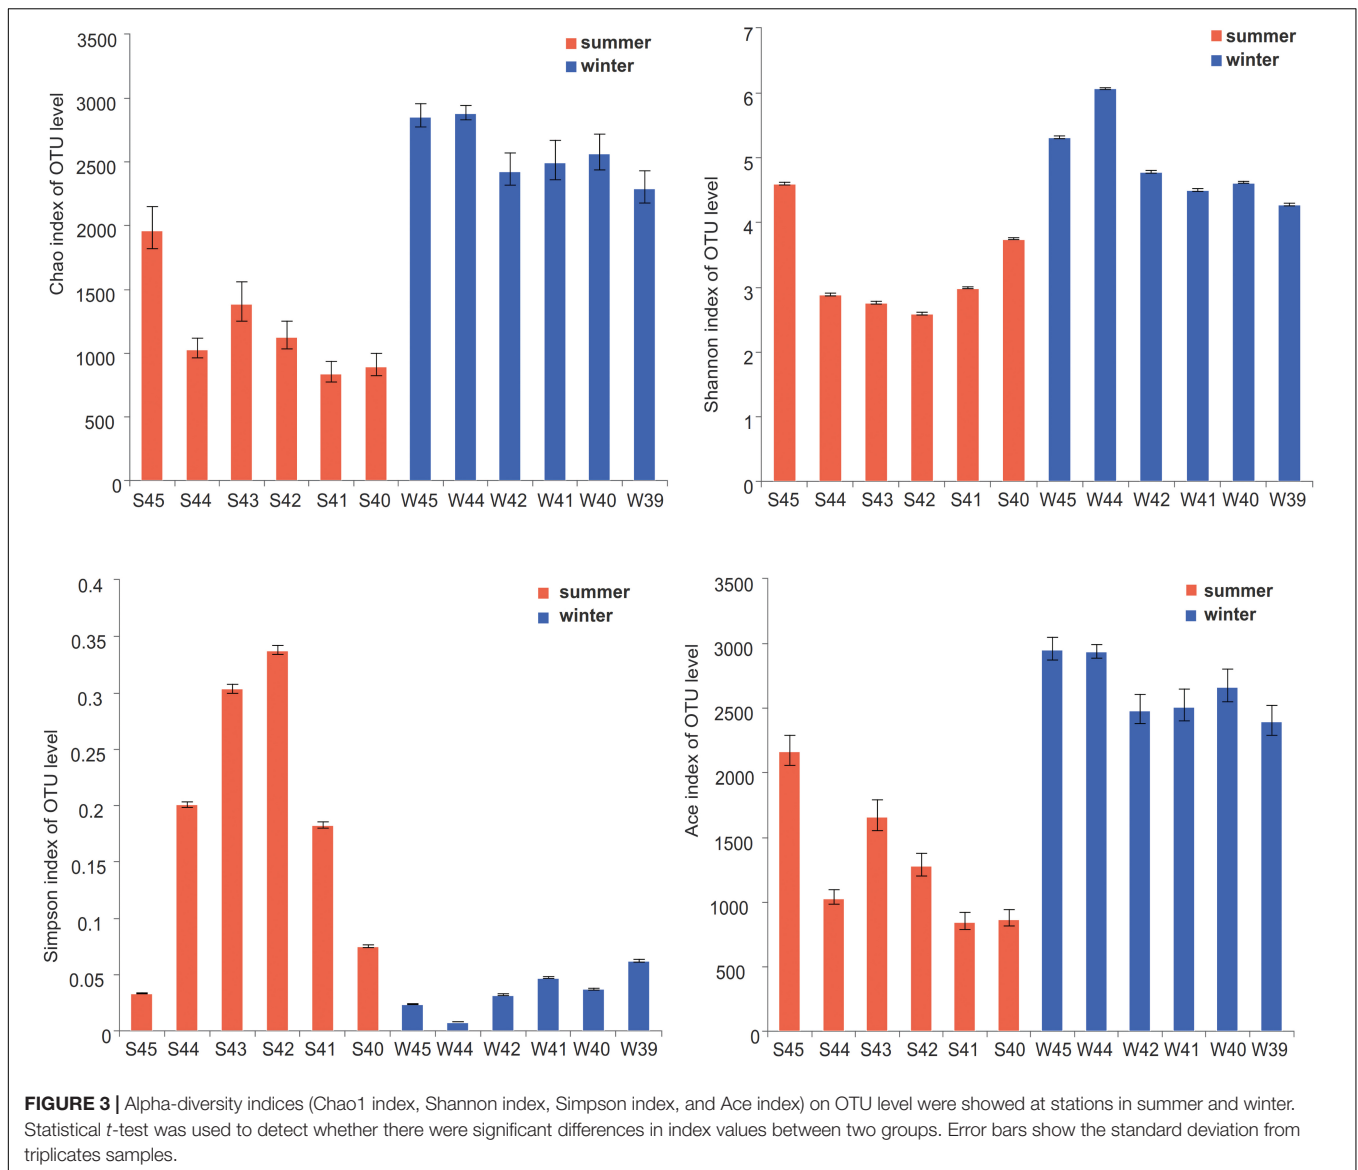 3500
3000
2500
2000
1500
1000
500
0
Chao index of OTU level
summer
winter
S45 S44 S43 S42 S41 S40 W45 W44 W42 W41 W40 W39
7
6
5
4
3
2
1
0
Shannon index of OTU level
summer
winter
S45 S44 S43 S42 S41 S40 W45 W44 W42 W41 W40 W39
0.4
0.35
0.3
0.25
0.2
0.15
0.1
0.05
0
Simpson index of OTU level
summer
winter
S45 S44 S43 S42 S41 S40 W45 W44 W42 W41 W40 W39
3500
3000
2500
2000
1500
1000
500
0
Ace index of OTU level
summer
winter
S45 S44 S43 S42 S41 S40 W45 W44 W42 W41 W40 W39
FIGURE 3 | Alpha-diversity indices (Chao1 index, Shannon index, Simpson index, and Ace index) on OTU level were showed at stations in summer and winter.
Statistical t-test was used to detect whether there were significant differences in index values between two groups. Error bars show the standard deviation from
triplicates samples.